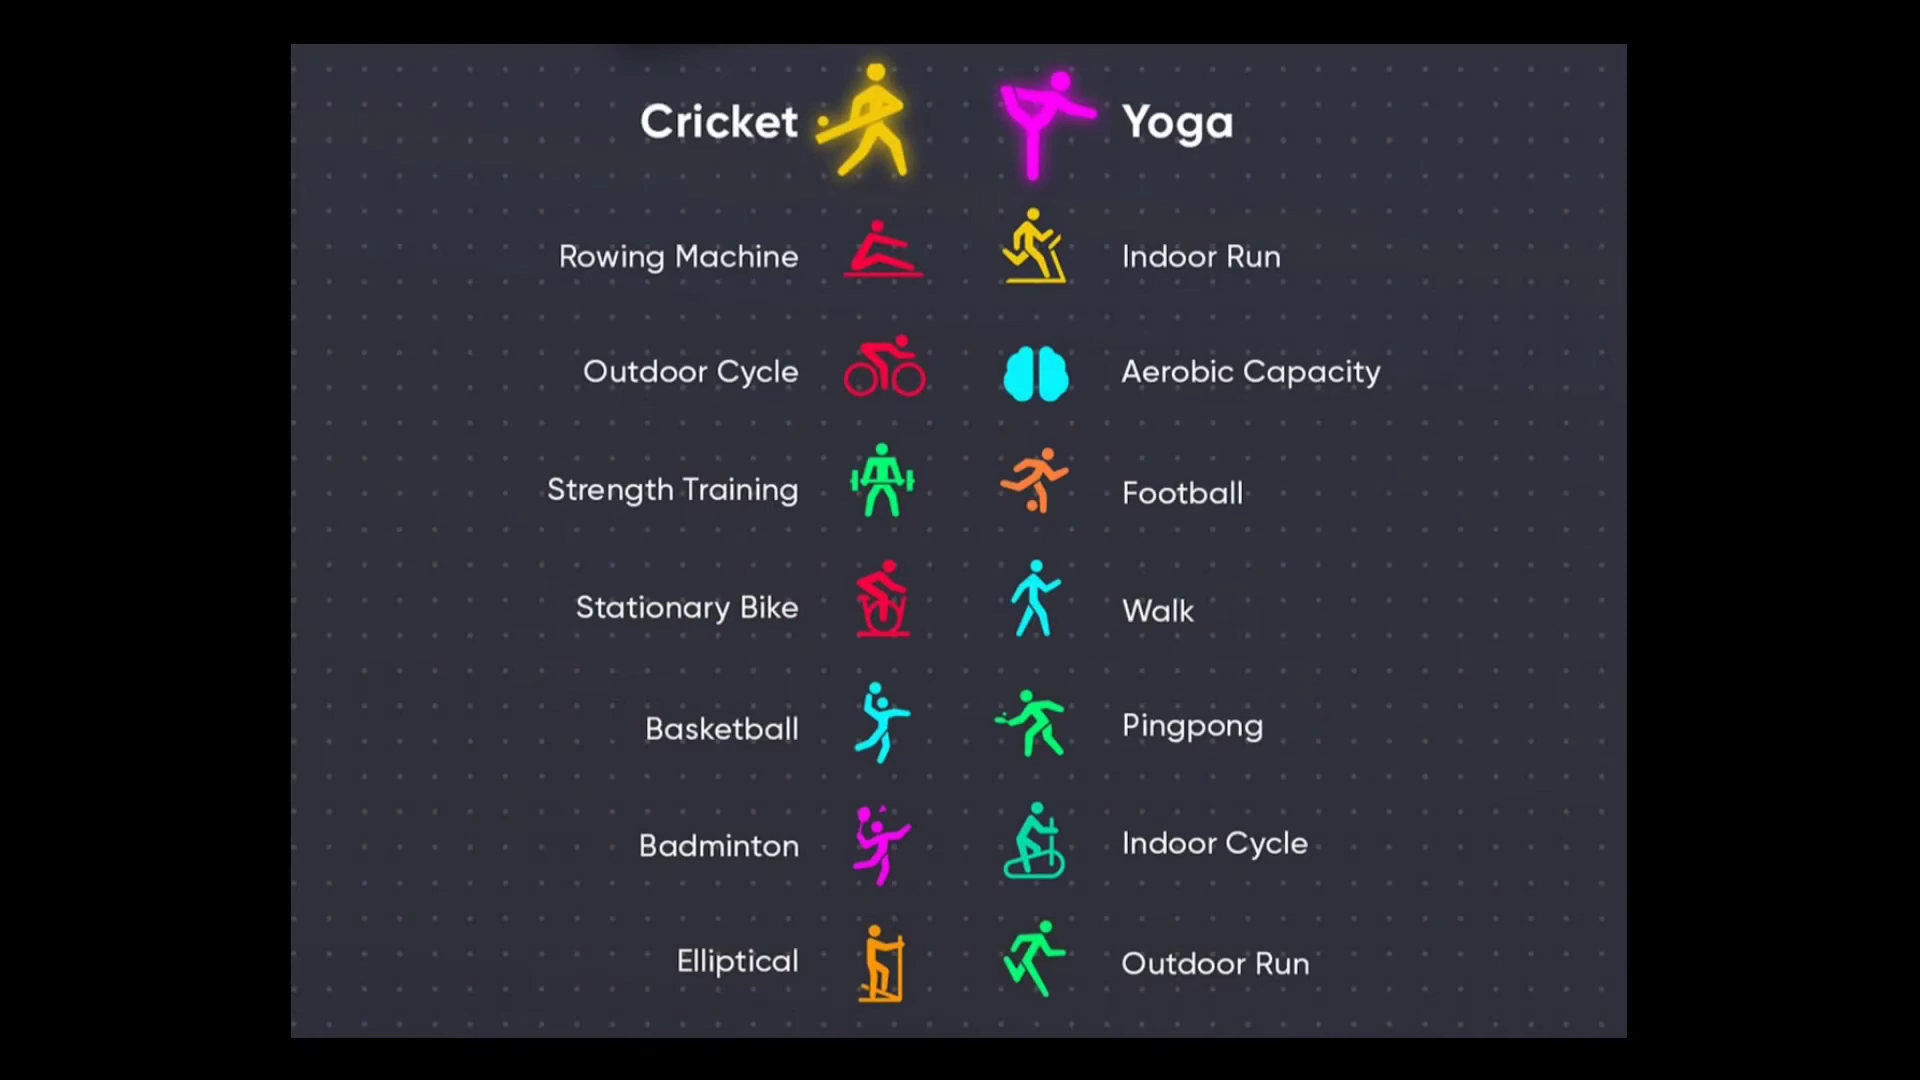 Cricket
Yoga
Rowing Machine
Indoor Run
Outdoor Cycle
Aerobic Capacity
Strength Training
Football
Stationary Bike
Walk
Basketball
Pingpong
Badminton
Indoor Cycle
Elliptical
Outdoor Run